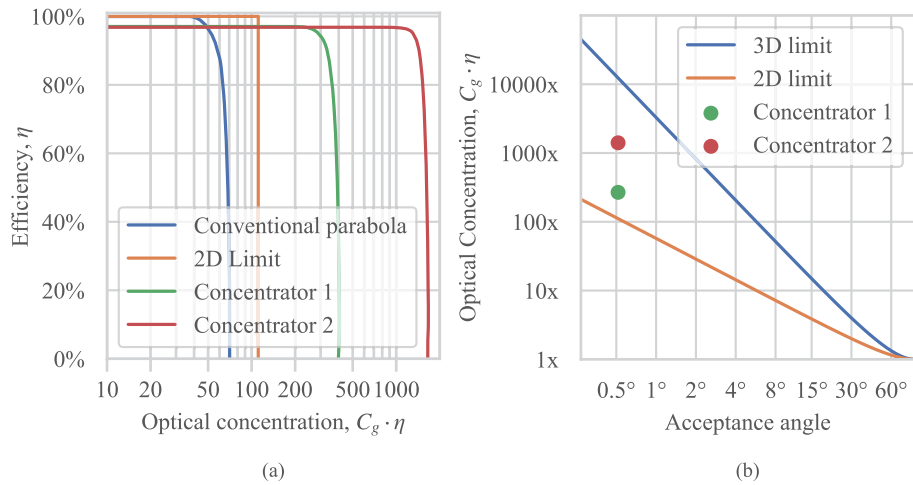 100%
80%
60%
40%
20%
0%
Efficiency, η
Conventional parabola
2D Limit
Concentrator 1
Concentrator 2
10 20 50 100 200 500 1000
Optical concentration, C_g · η
(a)
10000x
1000x
100x
10x
1x
Optical Concentration, C_g · η
3D limit
2D limit
Concentrator 1
Concentrator 2
0.5° 1° 2° 4° 8° 15° 30° 60°
Acceptance angle
(b)